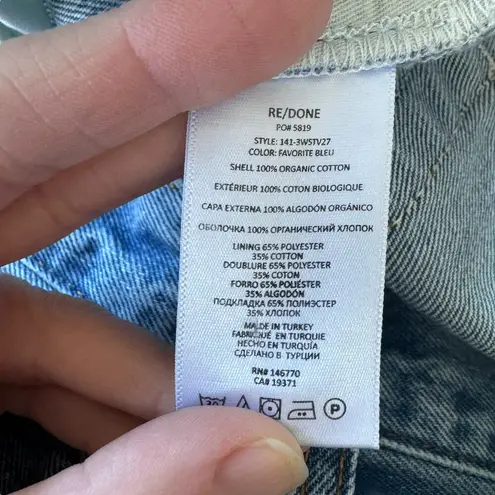 RE/DONE
PO# 5819
STYLE: 141-3WSTV27
COLOR: FAVORITE BLEU
SHELL 100% ORGANIC COTTON
EXTÉRIEUR 100% COTON BIOLOGIQUE
CAPA EXTERNA 100% ALGODÓN ORGÁNICO
ОБОЛОЧКА 100% ОРГАНИЧЕСКИЙ ХЛОПОК
LINING 65% POLYESTER
35% COTTON
DOUBLURE 65% POLYESTER
35% COTON
FORRO 65% POLIÉSTER
35% ALGODÓN
ПОДКЛАДКА 65% ПОЛИЭСТЕР
35% ХЛОПОК
MADE IN TURKEY
FABRIQUÉ EN TURQUIE
HECHO EN TURQUÍA
СДЕЛАНО В ТУРЦИИ
RN# 146770
CA# 19371
30 P